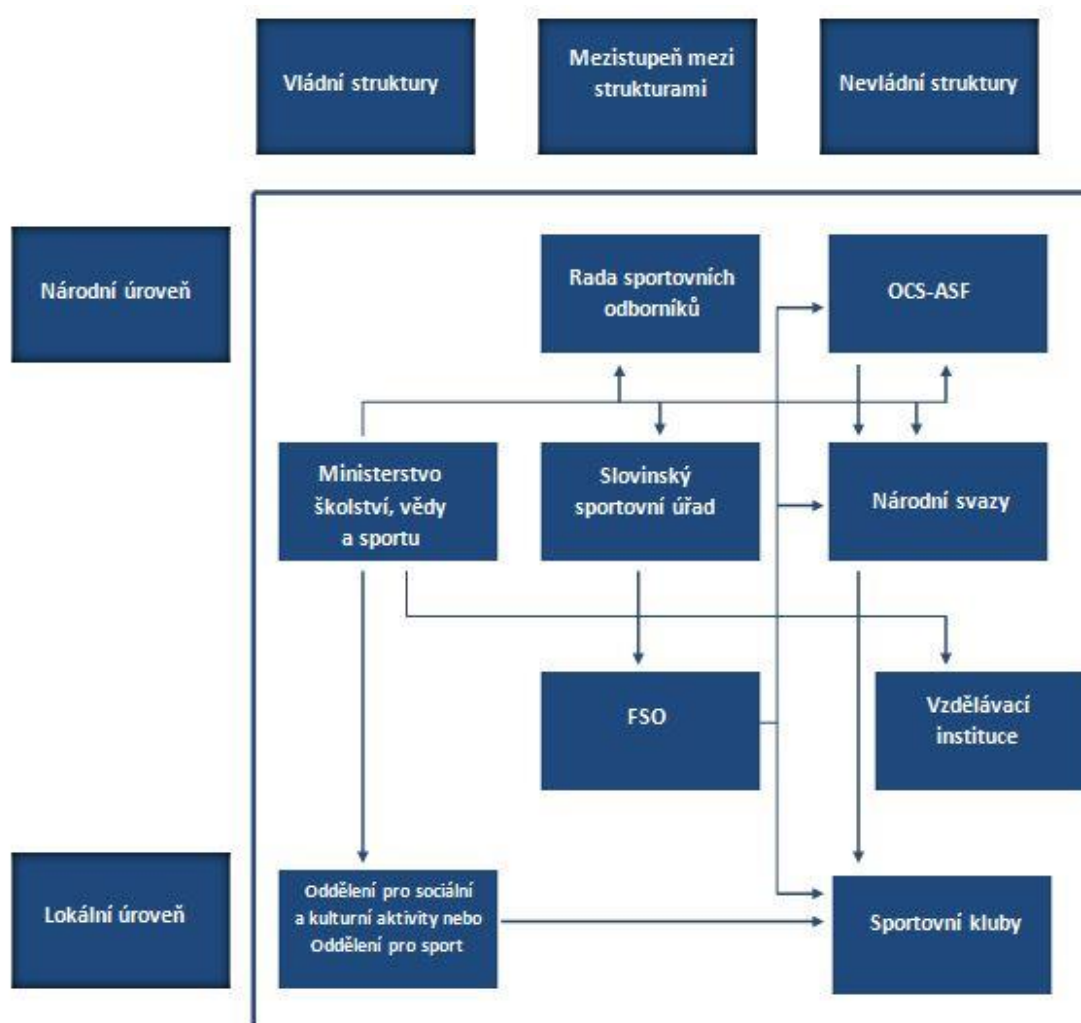 Vládní struktury
Mezistupeň mezi
strukturami
Nevládní struktury
Národní úroveň
Rada sportovních
odborníků
OCS-ASF
Ministerstvo
školství, vědy
a sportu
Slovinský
sportovní úřad
Národní svazy
FSO
Vzdělávací
instituce
Lokální úroveň
Oddělení pro sociální
a kulturní aktivity nebo
Oddělení pro sport
Sportovní kluby